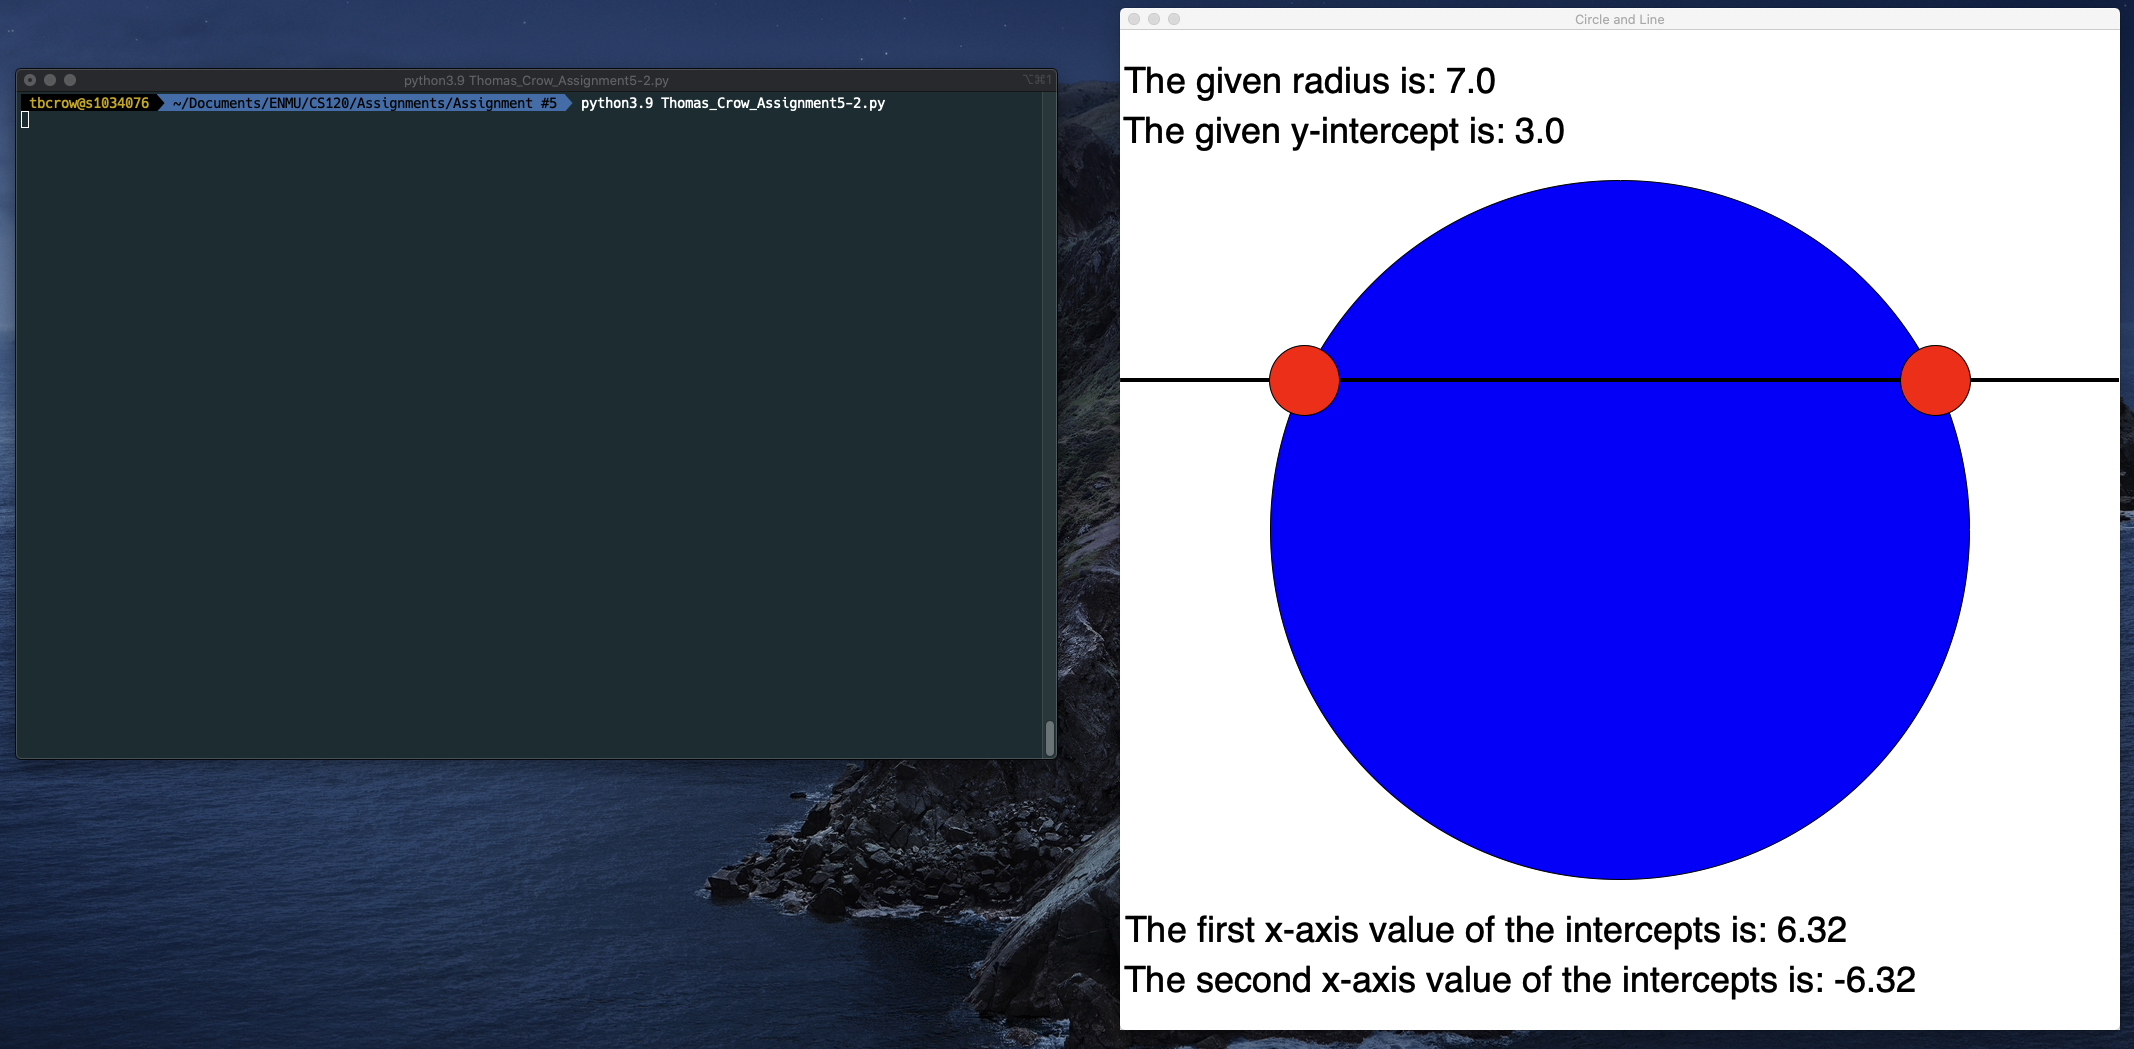 python3.9 Thomas_Crow_Assignment5-2.py
⌥⌘1
tbcrow@s1034076 ~/Documents/ENMU/CS120/Assignments/Assignment #5 python3.9 Thomas_Crow_Assignment5-2.py
Circle and Line
The given radius is: 7.0
The given y-intercept is: 3.0
The first x-axis value of the intercepts is: 6.32
The second x-axis value of the intercepts is: -6.32